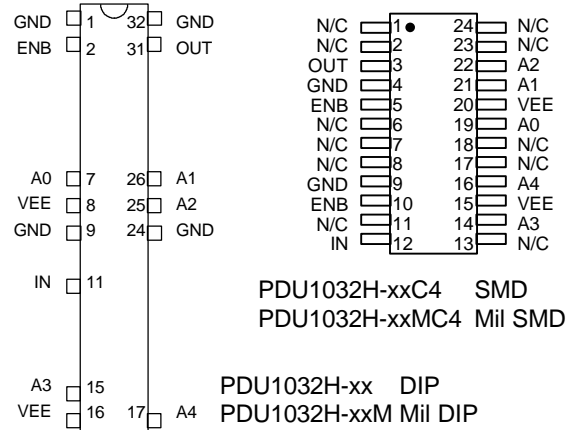 GND 1 32 GND
ENB 2 31 OUT
A0 7 26 A1
VEE 8 25 A2
GND 9 24 GND
IN 11
A3 15
VEE 16 17 A4
N/C 1 24 N/C
N/C 2 23 N/C
OUT 3 22 A2
GND 4 21 A1
ENB 5 20 VEE
N/C 6 19 A0
N/C 7 18 N/C
N/C 8 17 N/C
GND 9 16 A4
ENB 10 15 VEE
N/C 11 14 A3
IN 12 13 N/C
PDU1032H-xxC4 SMD
PDU1032H-xxMC4 Mil SMD
PDU1032H-xx DIP
PDU1032H-xxM Mil DIP